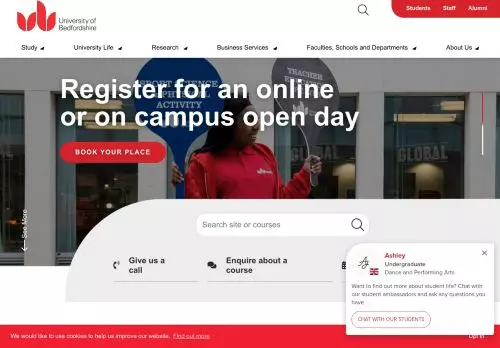 University of
Bedfordshire
Students
Staff
Alumni
Study
University Life
Research
Business Services
Faculties, Schools and Departments
About Us
SPORT SCIENCE
PHYSICAL
ACTIVITY
TEACHER
GLOBAL
GLOBAL
Register for an online
or on campus open day
BOOK YOUR PLACE
See More
Search site or courses
Give us a
call
Enquire about a
course
Ashley
Undergraduate
Dance and Performing Arts
Want to find out more about student life? Chat with
our student ambassadors and ask any questions you
have
CHAT WITH OUR STUDENTS
We would like to use cookies to help us improve our website.
Find out more
Opt in